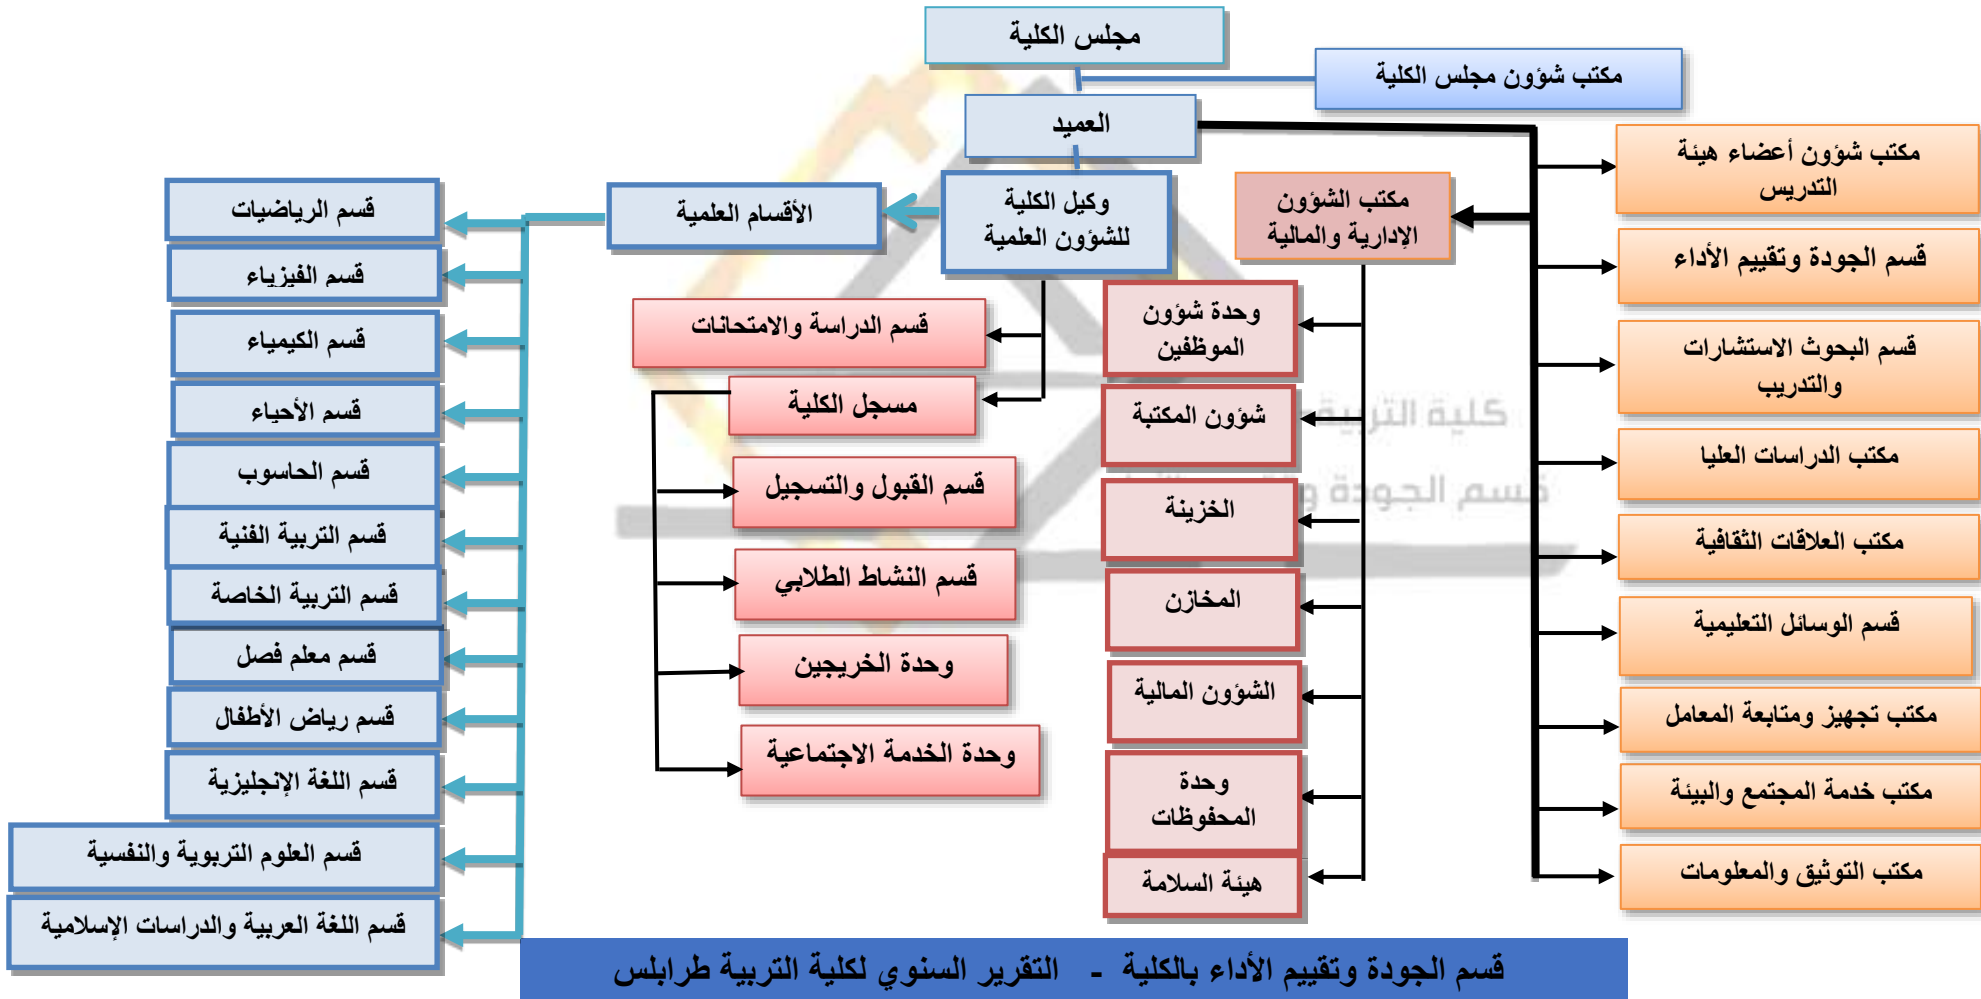 مجلس الكلية
مكتب شؤون مجلس الكلية
العميد
مكتب شؤون أعضاء هيئة
التدريس
قسم الجودة وتقييم الأداء
قسم البحوث الاستشارات
والتدريب
مكتب الدراسات العليا
مكتب العلاقات الثقافية
قسم الوسائل التعليمية
مكتب تجهيز ومتابعة المعامل
مكتب خدمة المجتمع والبيئة
مكتب التوثيق والمعلومات
مكتب الشؤون
الإدارية والمالية
وحدة شؤون
الموظفين
شؤون المكتبة
الخزينة
المخازن
الشؤون المالية
وحدة
المحفوظات
هيئة السلامة
وكيل الكلية
للشؤون العلمية
قسم الدراسة والامتحانات
مسجل الكلية
قسم القبول والتسجيل
قسم النشاط الطلابي
وحدة الخريجين
وحدة الخدمة الاجتماعية
الأقسام العلمية
قسم الرياضيات
قسم الفيزياء
قسم الكيمياء
قسم الأحياء
قسم الحاسوب
قسم التربية الفنية
قسم التربية الخاصة
قسم معلم فصل
قسم رياض الأطفال
قسم اللغة الإنجليزية
قسم العلوم التربوية والنفسية
قسم اللغة العربية والدراسات الإسلامية
كلية التربية
قسم الجودة
قسم الجودة وتقييم الأداء بالكلية - التقرير السنوي لكلية التربية طرابلس